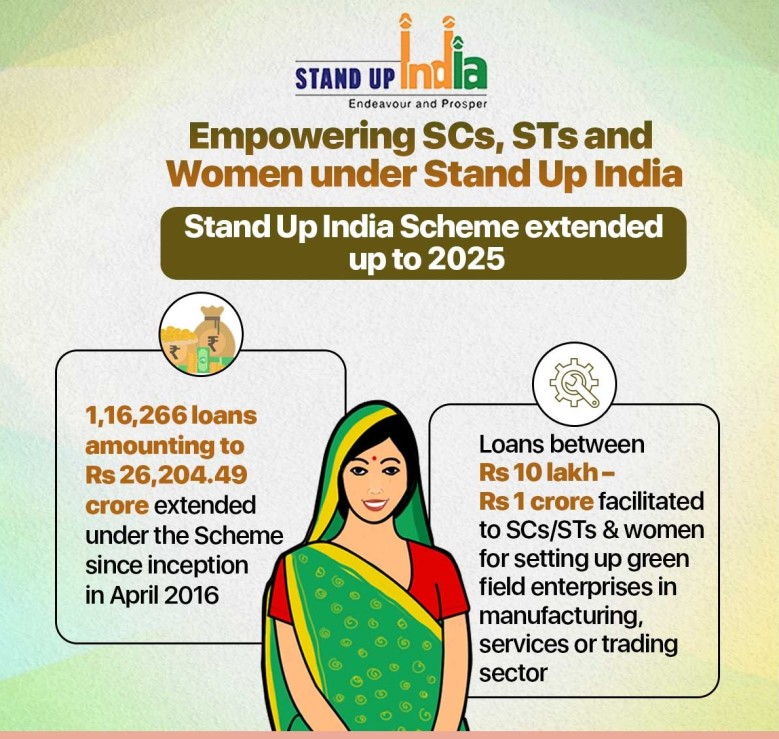 STAND UP India
Endeavour and Prosper
Empowering SCs, STs and
Women under Stand Up India
Stand Up India Scheme extended
up to 2025
1,16,266 loans
amounting to
Rs 26,204.49
crore extended
under the Scheme
since inception
in April 2016
Loans between
Rs 10 lakh –
Rs 1 crore facilitated
to SCs/STs & women
for setting up green
field enterprises in
manufacturing,
services or trading
sector